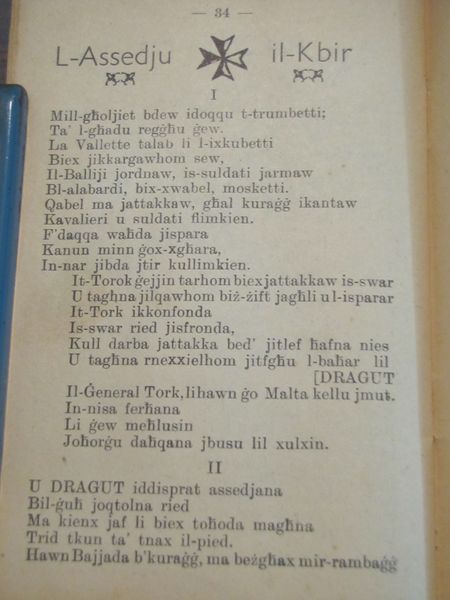 — 34 —
L-Assedju il-Kbir
I
Mill-għoljiet bdew idoqqu t-trumbetti;
Ta' l-għadu reġġħu ġew.
La Vallette talab li l-ixkubetti
Biex jikkargawhom sew,
Il-Balliji jordnaw, is-suldati jarmaw
Bl-alabardi, bix-xwabel, mosketti.
Qabel ma jattakkaw, għal kuraġġ ikantaw
Kavalieri u suldati flimkien.
F'daqqa waħda jispara
Kanun minn ġox-xgħara,
In-nar jibda jtir kullimkien.
It-Torok ġejjin tarhom biex jattakkaw is-swar
U tagħna jilqawhom biż-żift jagħli u l-isparar
It-Tork ikkonfonda
Is-swar ried jisfronda,
Kull darba jattakka bed' jitlef ħafna nies
U tagħna rnexxielhom jitfgħu l-baħar lil
[DRAGUT
Il-Ġeneral Tork, lihawn ġo Malta kellu jmut.
In-nisa ferħana
Li ġew meħlusin
Joħorġu daħqana jbusu lil xulxin.
II
U DRAGUT iddisprat assedjana
Bil-ġuħ joqtolna ried
Ma kienx jaf li biex toħoda magħna
Trid tkun ta' tnax il-pied.
Hawn Bajjada b'kuraġġ, ma beżgħax mir-rambaġġ